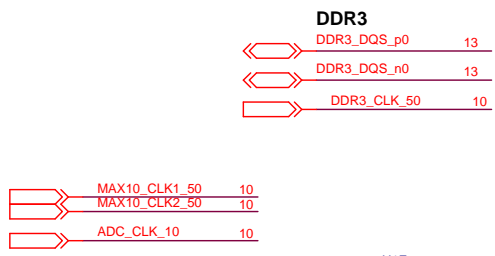 DDR3
DDR3_DQS_p0 13
DDR3_DQS_n0 13
DDR3_CLK_50 10
MAX10_CLK1_50 10
MAX10_CLK2_50 10
ADC_CLK_10 10